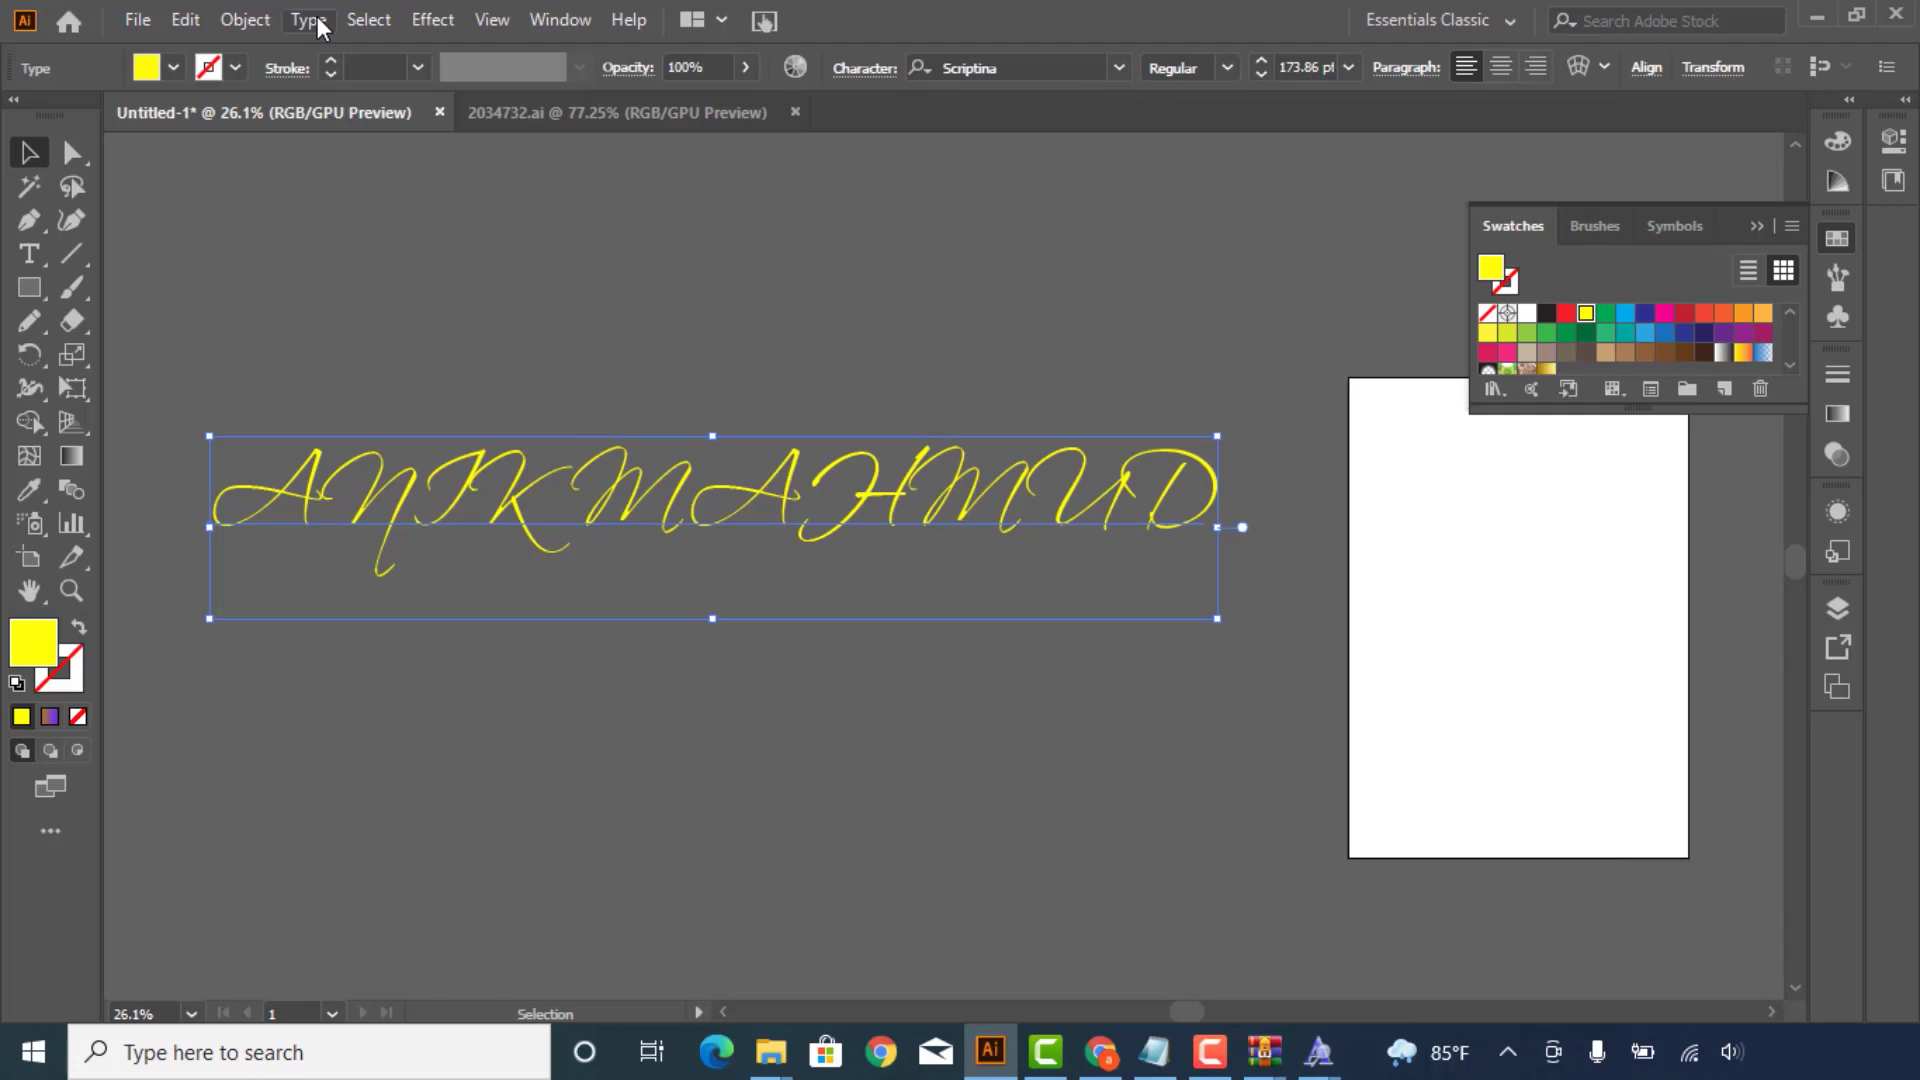 Ai File Edit Object Type Select Effect View Window Help Essentials Classic Search Adobe Stock
Type Stroke: Opacity: 100% Character: Scriptina Regular 173.86 pt Paragraph: Align Transform
Untitled-1* @ 26.1% (RGB/GPU Preview) × 2034732.ai @ 77.25% (RGB/GPU Preview) ×
Swatches Brushes Symbols
ANIKMAHMUD
26.1% 1 Selection
Type here to search Ai 85°F